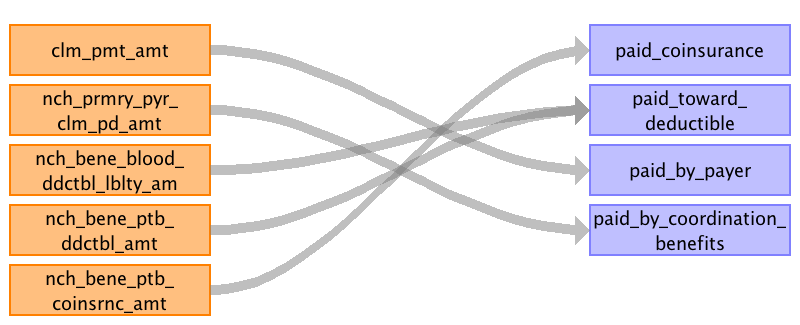 clm_pmt_amt
nch_prmry_pyr_
clm_pd_amt
nch_bene_blood_
ddctbl_lblty_am
nch_bene_ptb_
ddctbl_amt
nch_bene_ptb_
coinsrnc_amt
paid_coinsurance
paid_toward_
deductible
paid_by_payer
paid_by_coordination_
benefits